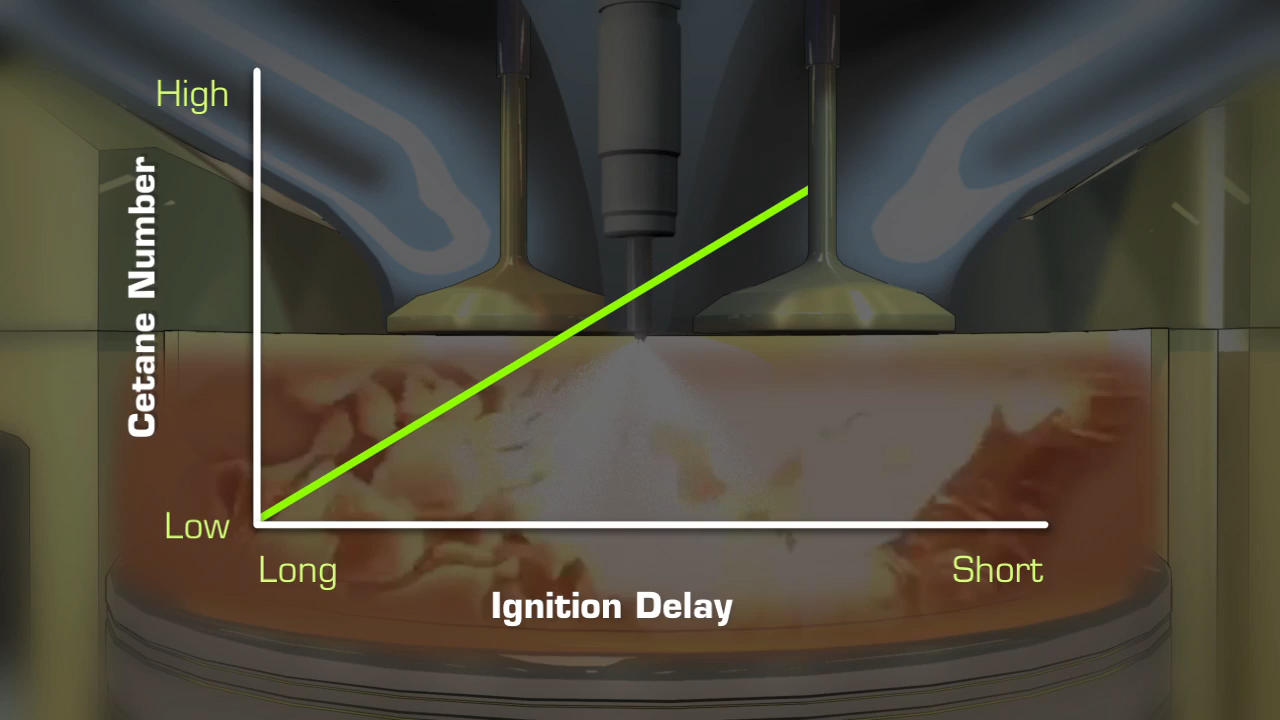 High
Cetane Number
Low
Long
Short
Ignition Delay